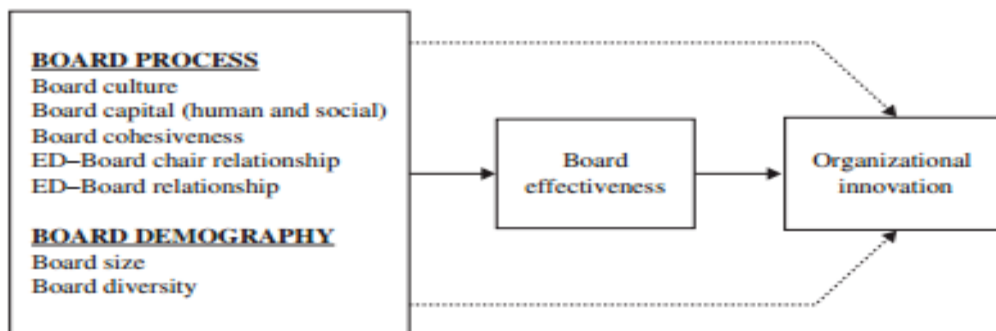 BOARD PROCESS
Board culture
Board capital (human and social)
Board cohesiveness
ED–Board chair relationship
ED–Board relationship
BOARD DEMOGRAPHY
Board size
Board diversity
Board
effectiveness
Organizational
innovation